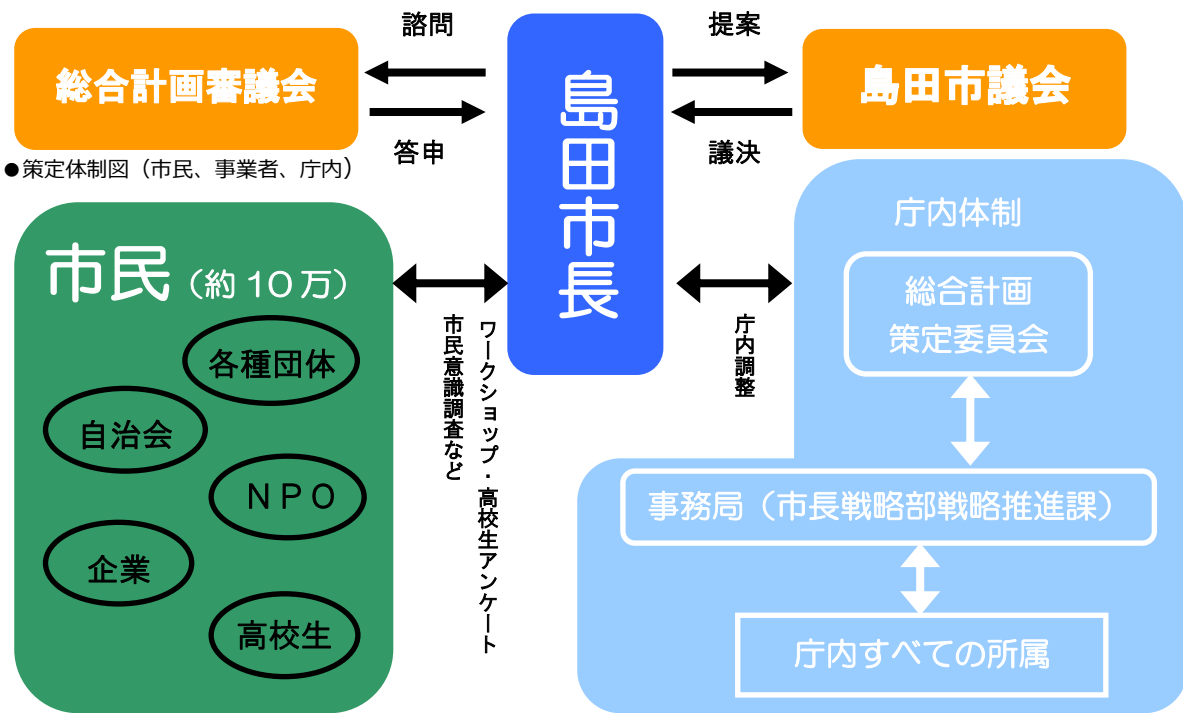 諮問
提案
総合計画審議会
島田市長
島田市議会
答申
議決
●策定体制図（市民、事業者、庁内）
市民（約10万）
各種団体
自治会
ＮＰＯ
企業
高校生
ワークショップ・高校生アンケート
市民意識調査など
庁内調整
庁内体制
総合計画
策定委員会
事務局（市長戦略部戦略推進課）
庁内すべての所属